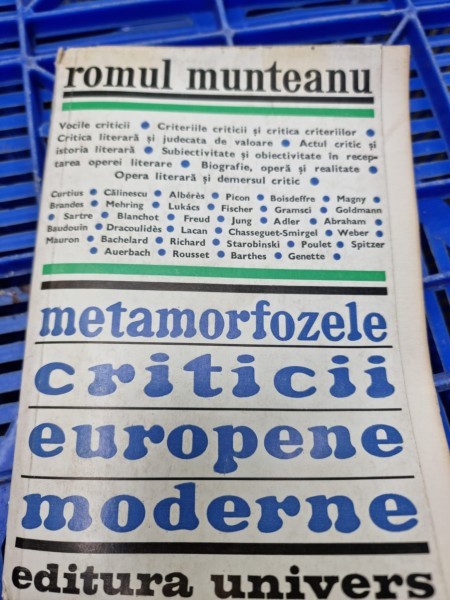 romul munteanu
Vocile criticii ● Criteriile criticii și critica criteriilor ●
Critica literară și judecata de valoare ● Actul critic și
istoria literară ● Subiectivitate și obiectivitate în recep-
tarea operei literare ● Biografie, operă și realitate ●
Opera literară și demersul critic ●
Curtius ● Călinescu ● Albérès ● Picon ● Boisdeffre ● Magny ●
Brandes ● Mehring ● Lukács ● Fischer ● Gramsci ● Goldmann
● Sartre ● Blanchot ● Freud ● Jung ● Adler ● Abraham ●
Baudouin ● Dracoulidès ● Lacan ● Chasseguet-Smirgel ● Weber ●
Mauron ● Bachelard ● Richard ● Starobinski ● Poulet ● Spitzer
● Auerbach ● Rousset ● Barthes ● Genette ●
metamorfozele
criticii
europene
moderne
editura univers